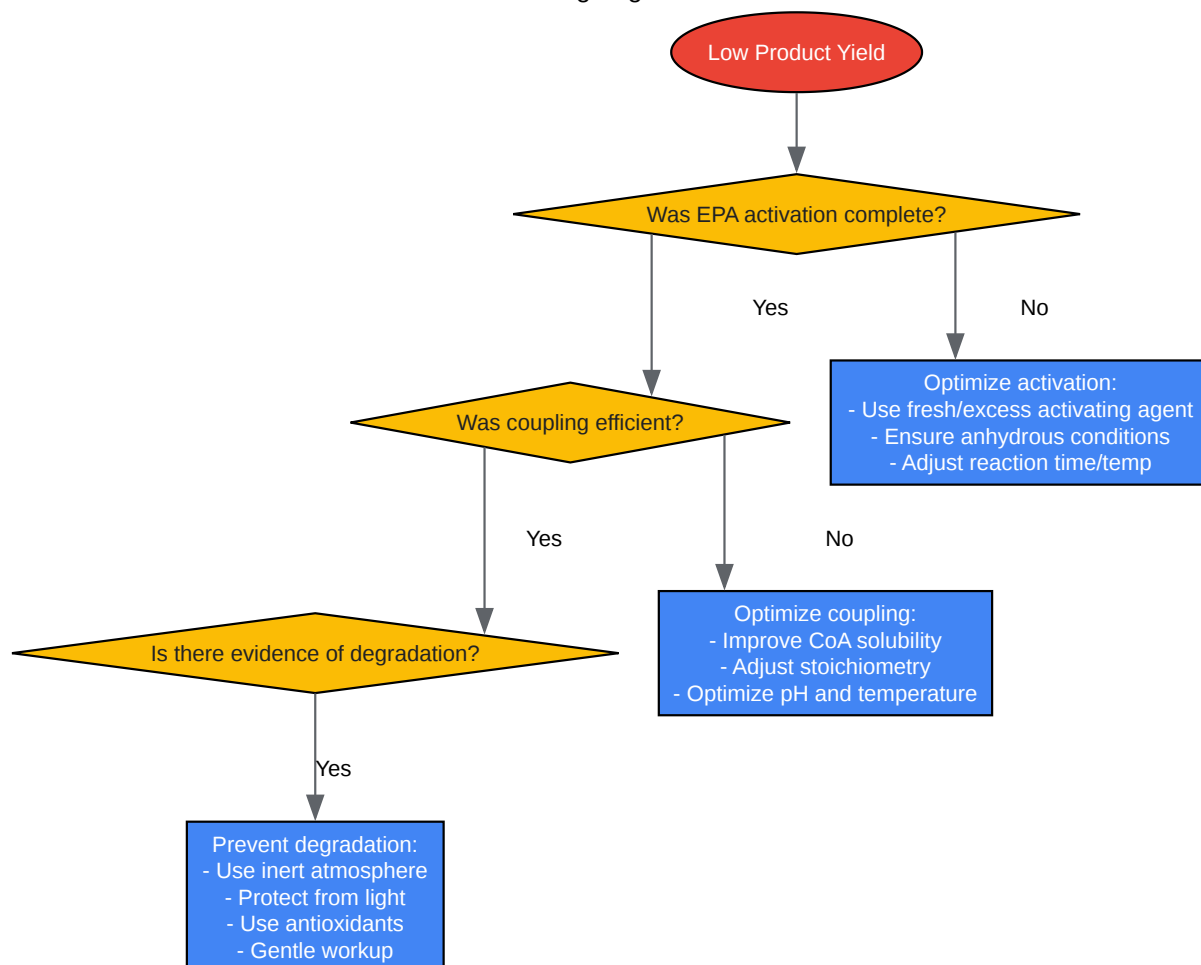 Low Product Yield
Was EPA activation complete?
Yes
No
Optimize activation:
- Use fresh/excess activating agent
- Ensure anhydrous conditions
- Adjust reaction time/temp
Was coupling efficient?
Yes
No
Optimize coupling:
- Improve CoA solubility
- Adjust stoichiometry
- Optimize pH and temperature
Is there evidence of degradation?
Yes
Prevent degradation:
- Use inert atmosphere
- Protect from light
- Use antioxidants
- Gentle workup